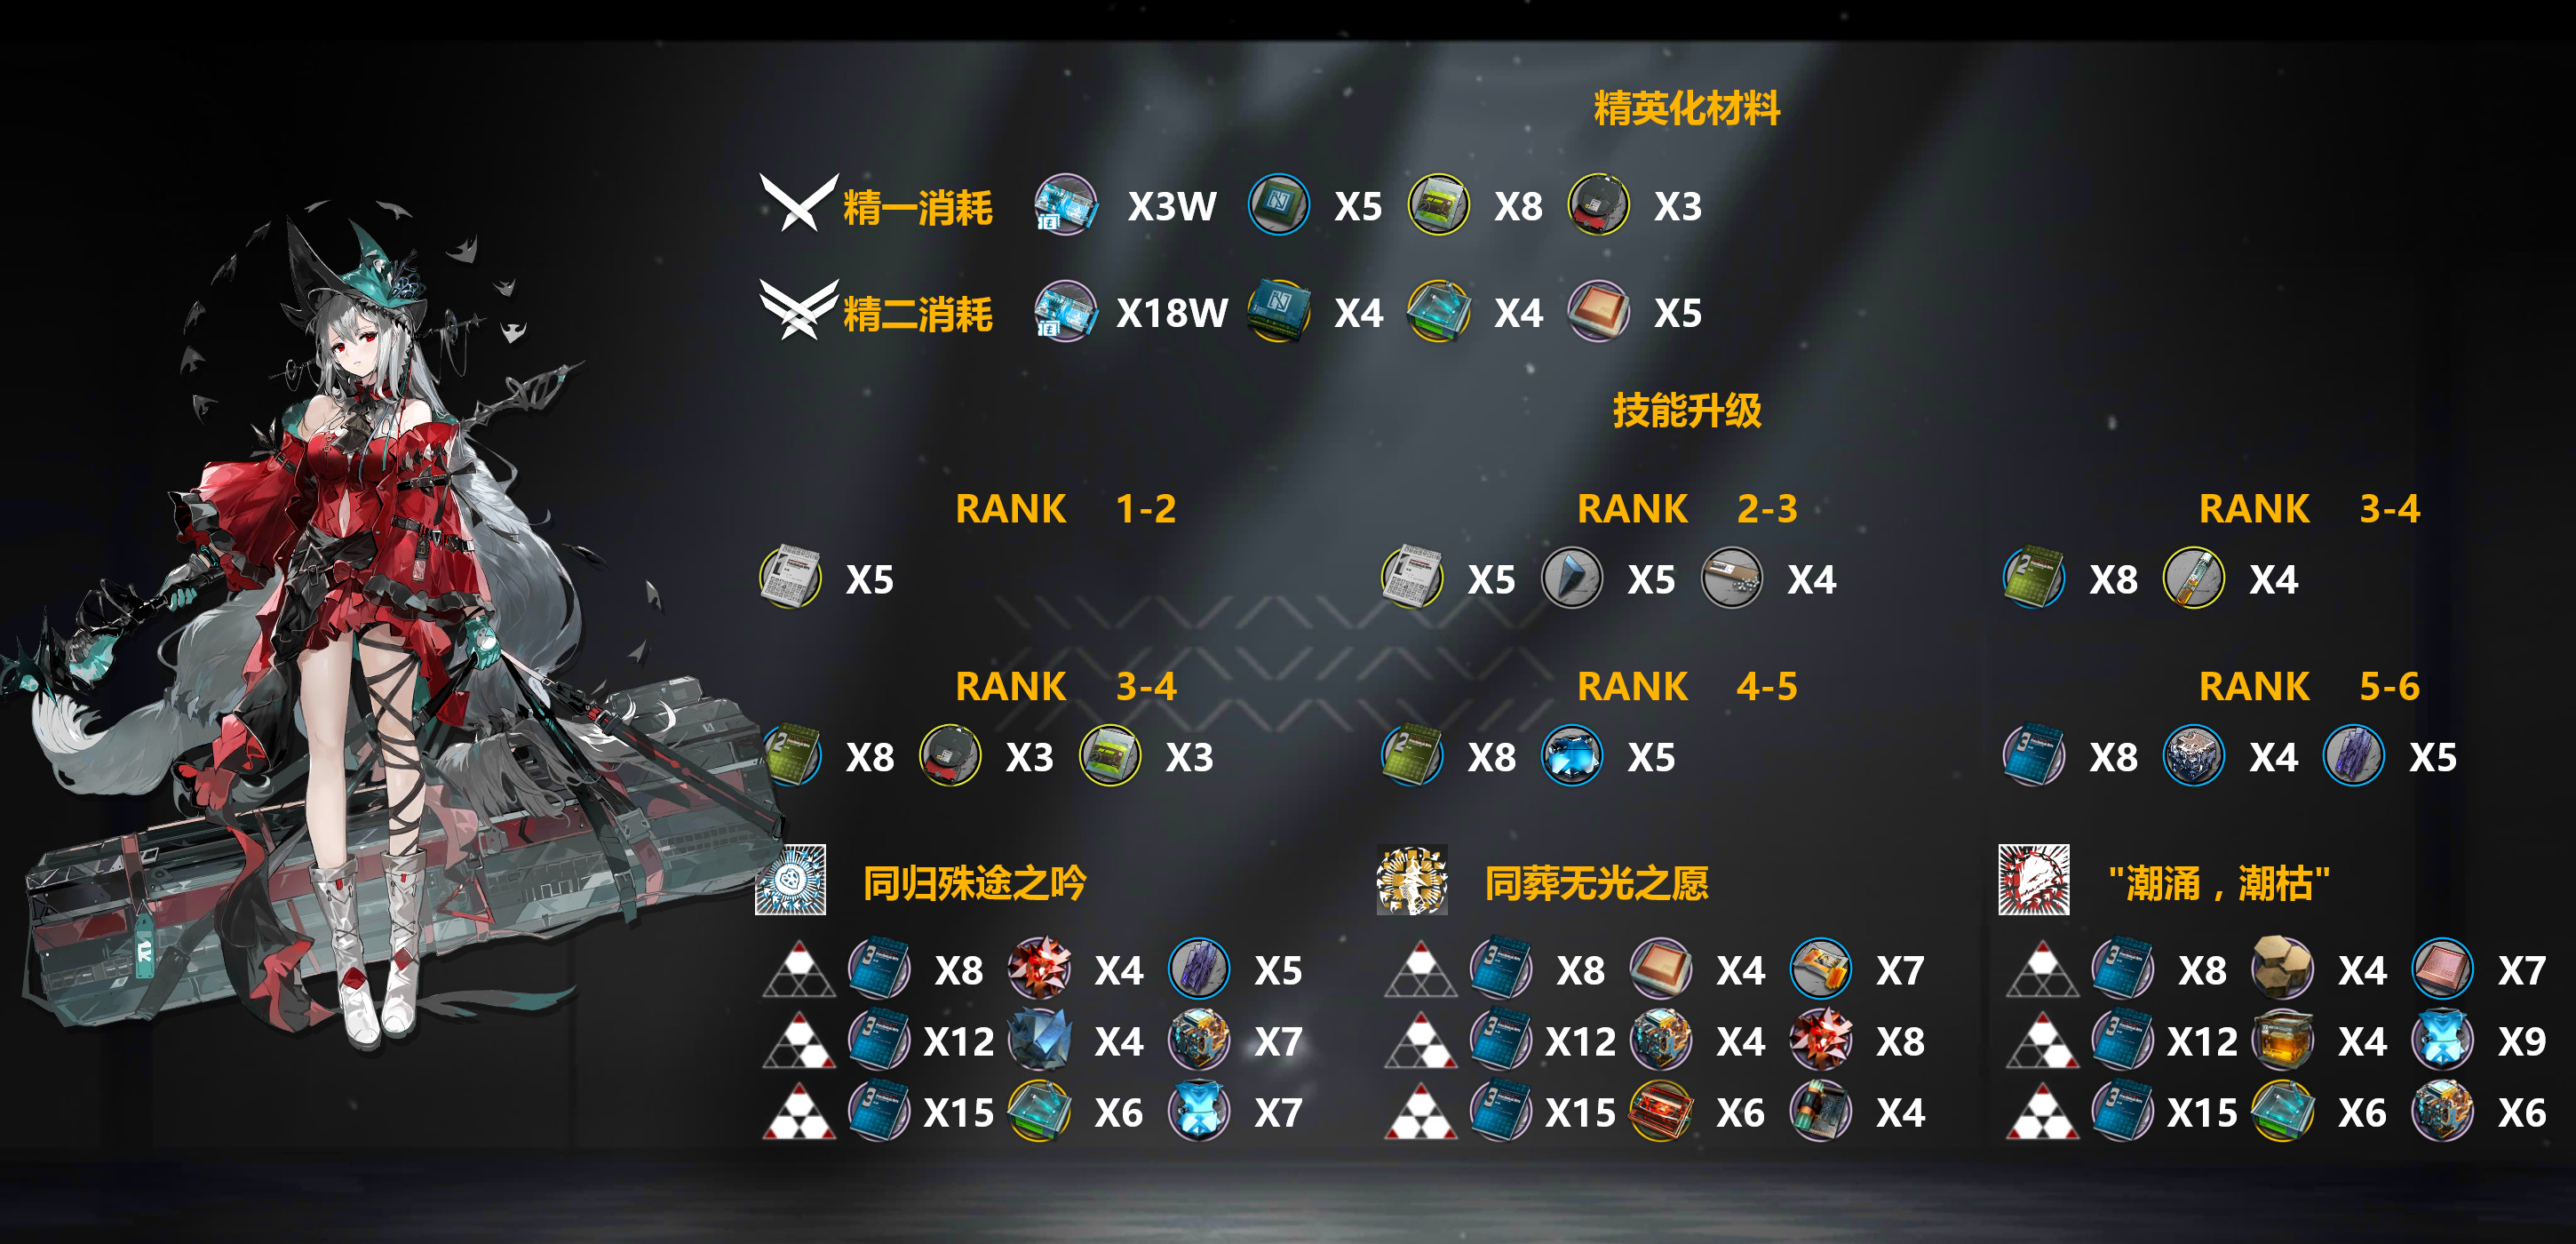 精英化材料
精一消耗 X3W X5 X8 X3
精二消耗 X18W X4 X4 X5
技能升级
RANK 1-2 RANK 2-3 RANK 3-4
X5 X5 X5 X4 X8 X4
RANK 3-4 RANK 4-5 RANK 5-6
X8 X3 X3 X8 X5 X8 X4 X5
同归殊途之吟 同葬无光之愿 "潮涌，潮枯"
X8 X4 X5 X8 X4 X7 X8 X4 X7
X12 X4 X7 X12 X4 X8 X12 X4 X9
X15 X6 X7 X15 X6 X4 X15 X6 X6